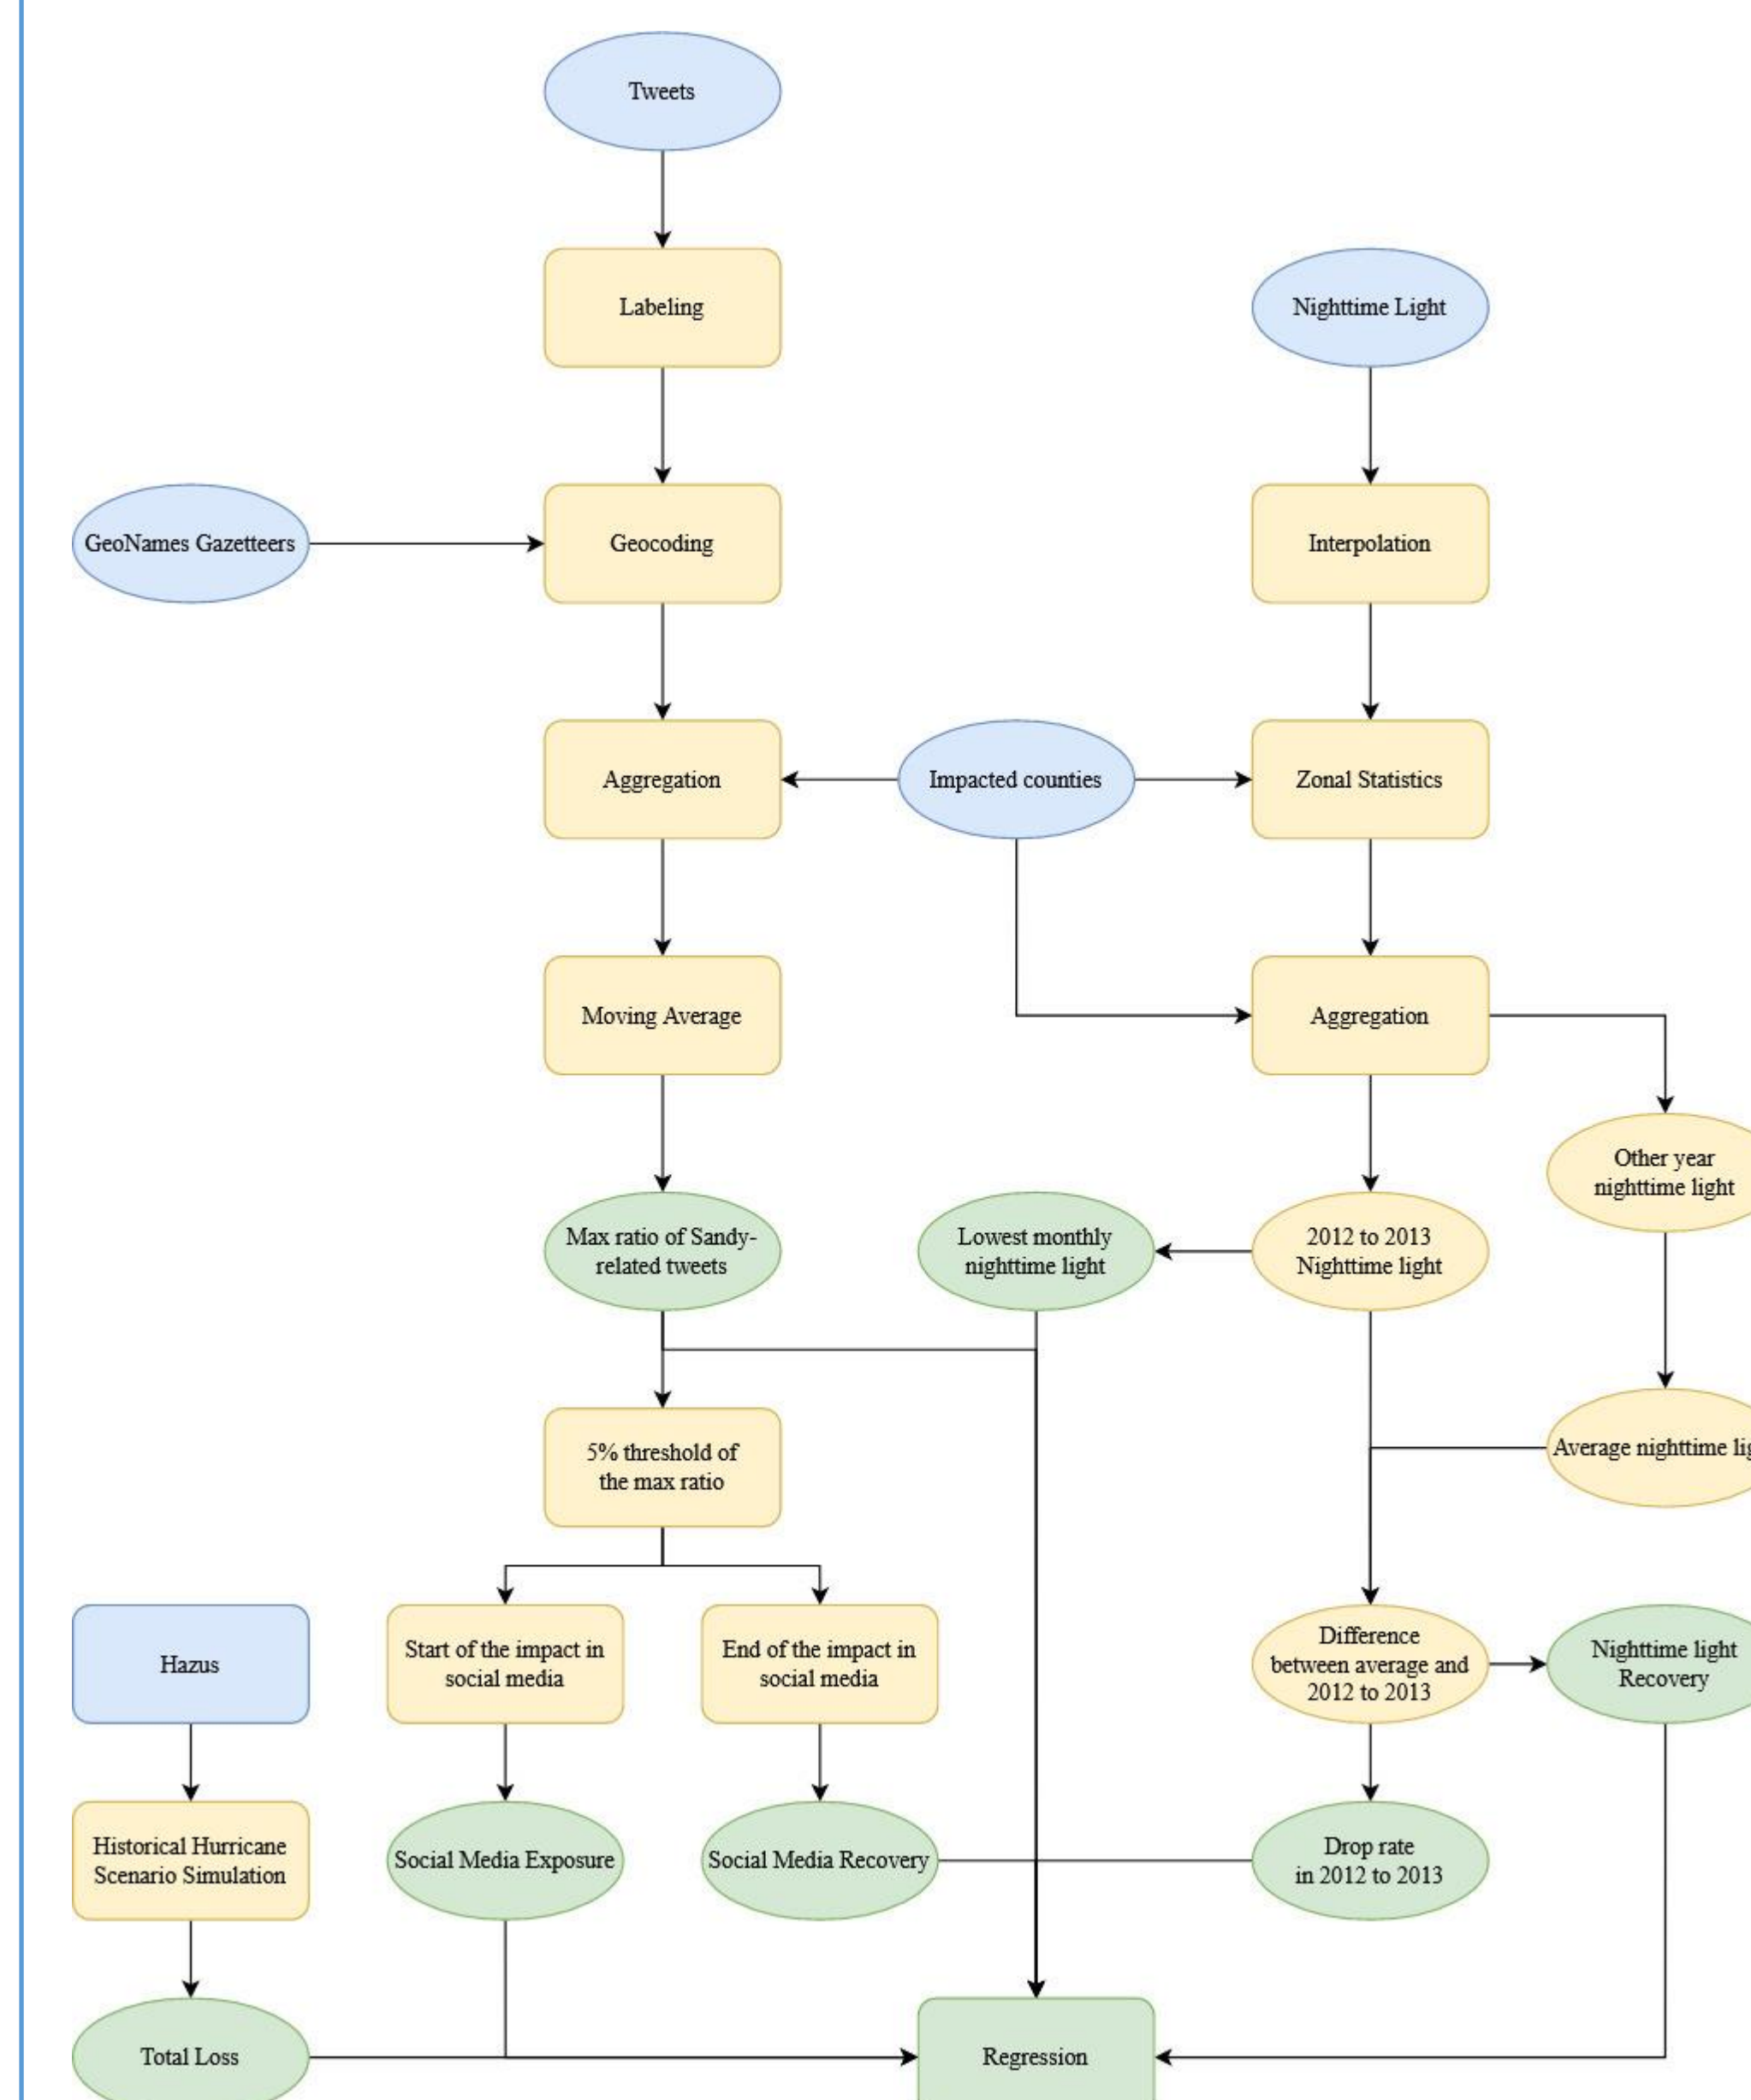 Tweets
Labeling
Nighttime Light
GeoNames Gazetteers
Geocoding
Interpolation
Aggregation
Impacted counties
Zonal Statistics
Moving Average
Aggregation
Other year
nighttime light
Max ratio of Sandy-
related tweets
Lowest monthly
nighttime light
2012 to 2013
Nighttime light
5% threshold of
the max ratio
Average nighttime
Hazus
Start of the impact in
social media
End of the impact in
social media
Difference
between average and
2012 to 2013
Nighttime light
Recovery
Historical Hurricane
Scenario Simulation
Social Media Exposure
Social Media Recovery
Drop rate
in 2012 to 2013
Total Loss
Regression